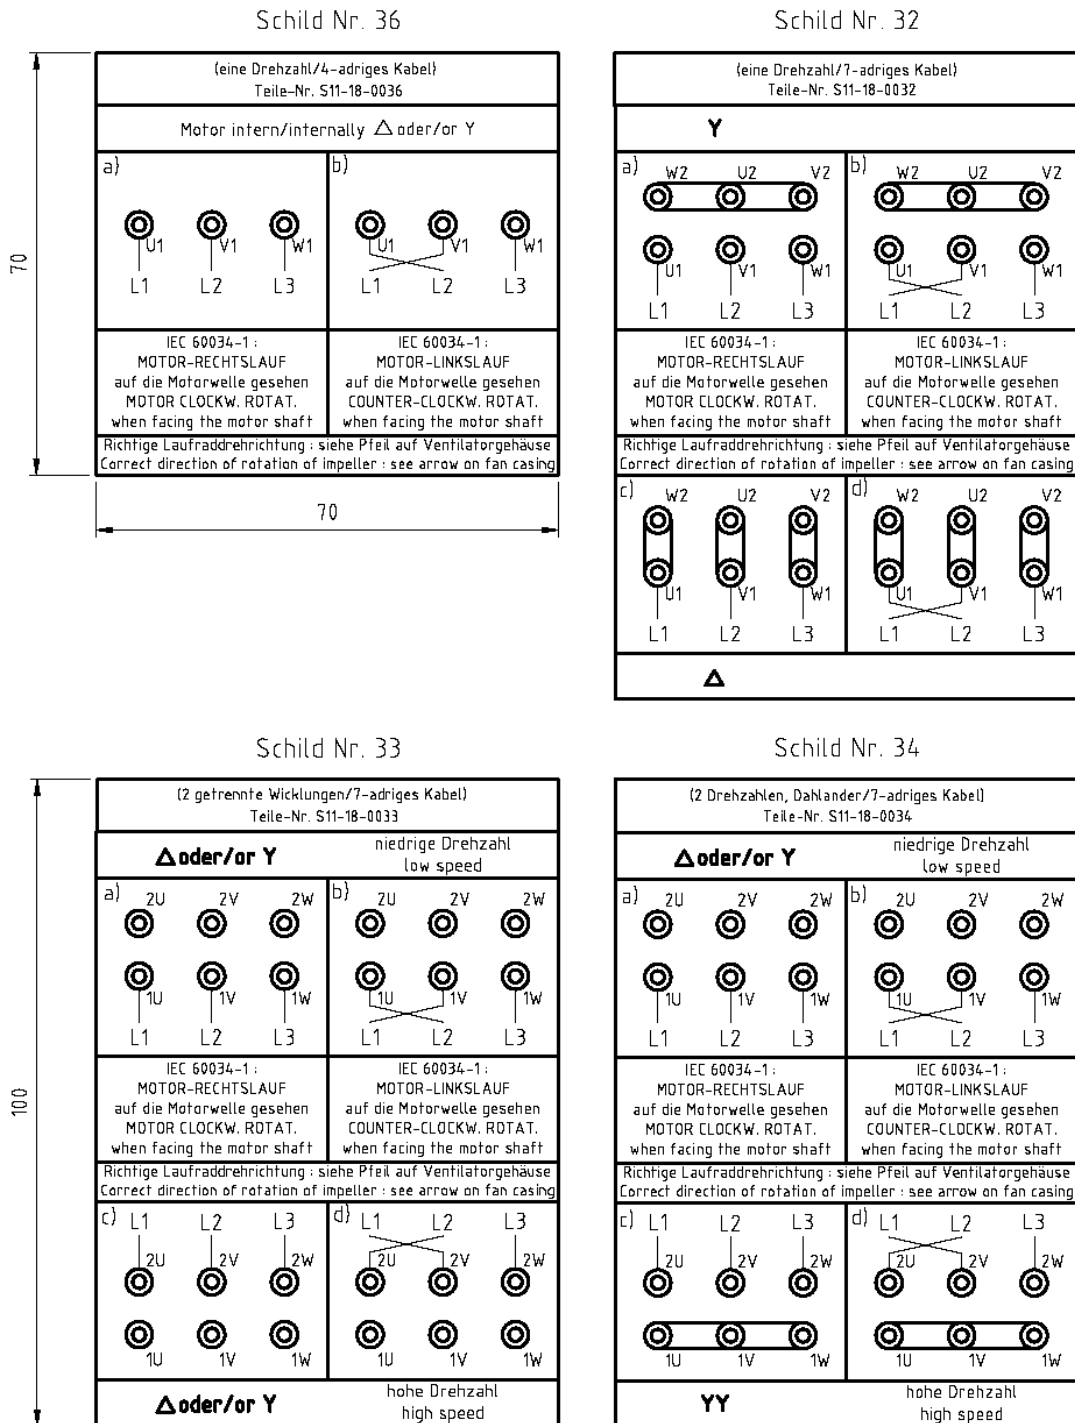 Schild Nr. 36
(eine Drehzahl/4-adriges Kabel)
Teile-Nr. S11-18-0036
Motor intern/internally Δ oder/or Y
a)
U1 V1 W1
L1 L2 L3
b)
U1 V1 W1
L1 L2 L3
IEC 60034-1 :
MOTOR-RECHTSLAUF
auf die Motorwelle gesehen
MOTOR CLOCKW. ROTAT.
when facing the motor shaft
IEC 60034-1 :
MOTOR-LINKSLAUF
auf die Motorwelle gesehen
COUNTER-CLOCKW. ROTAT.
when facing the motor shaft
Richtige Laufraddrehrichtung : siehe Pfeil auf Ventilatorgehäuse
Correct direction of rotation of impeller : see arrow on fan casing
70
70
Schild Nr. 32
(eine Drehzahl/7-adriges Kabel)
Teile-Nr. S11-18-0032
Y
a)
W2 U2 V2
U1 V1 W1
L1 L2 L3
b)
W2 U2 V2
U1 V1 W1
L1 L2 L3
IEC 60034-1 :
MOTOR-RECHTSLAUF
auf die Motorwelle gesehen
MOTOR CLOCKW. ROTAT.
when facing the motor shaft
IEC 60034-1 :
MOTOR-LINKSLAUF
auf die Motorwelle gesehen
COUNTER-CLOCKW. ROTAT.
when facing the motor shaft
Richtige Laufraddrehrichtung : siehe Pfeil auf Ventilatorgehäuse
Correct direction of rotation of impeller : see arrow on fan casing
c)
W2 U2 V2
U1 V1 W1
L1 L2 L3
d)
W2 U2 V2
U1 V1 W1
L1 L2 L3
Δ
Schild Nr. 33
(2 getrennte Wicklungen/7-adriges Kabel)
Teile-Nr. S11-18-0033
Δ oder/or Y
niedrige Drehzahl
low speed
a)
2U 2V 2W
1U 1V 1W
L1 L2 L3
b)
2U 2V 2W
1U 1V 1W
L1 L2 L3
IEC 60034-1 :
MOTOR-RECHTSLAUF
auf die Motorwelle gesehen
MOTOR CLOCKW. ROTAT.
when facing the motor shaft
IEC 60034-1 :
MOTOR-LINKSLAUF
auf die Motorwelle gesehen
COUNTER-CLOCKW. ROTAT.
when facing the motor shaft
Richtige Laufraddrehrichtung : siehe Pfeil auf Ventilatorgehäuse
Correct direction of rotation of impeller : see arrow on fan casing
c)
L1 L2 L3
2U 2V 2W
1U 1V 1W
d)
L1 L2 L3
2U 2V 2W
1U 1V 1W
Δ oder/or Y
hohe Drehzahl
high speed
100
Schild Nr. 34
(2 Drehzahlen, Dahlander/7-adriges Kabel)
Teile-Nr. S11-18-0034
Δ oder/or Y
niedrige Drehzahl
low speed
a)
2U 2V 2W
1U 1V 1W
L1 L2 L3
b)
2U 2V 2W
1U 1V 1W
L1 L2 L3
IEC 60034-1 :
MOTOR-RECHTSLAUF
auf die Motorwelle gesehen
MOTOR CLOCKW. ROTAT.
when facing the motor shaft
IEC 60034-1 :
MOTOR-LINKSLAUF
auf die Motorwelle gesehen
COUNTER-CLOCKW. ROTAT.
when facing the motor shaft
Richtige Laufraddrehrichtung : siehe Pfeil auf Ventilatorgehäuse
Correct direction of rotation of impeller : see arrow on fan casing
c)
L1 L2 L3
2U 2V 2W
1U 1V 1W
d)
L1 L2 L3
2U 2V 2W
1U 1V 1W
YY
hohe Drehzahl
high speed